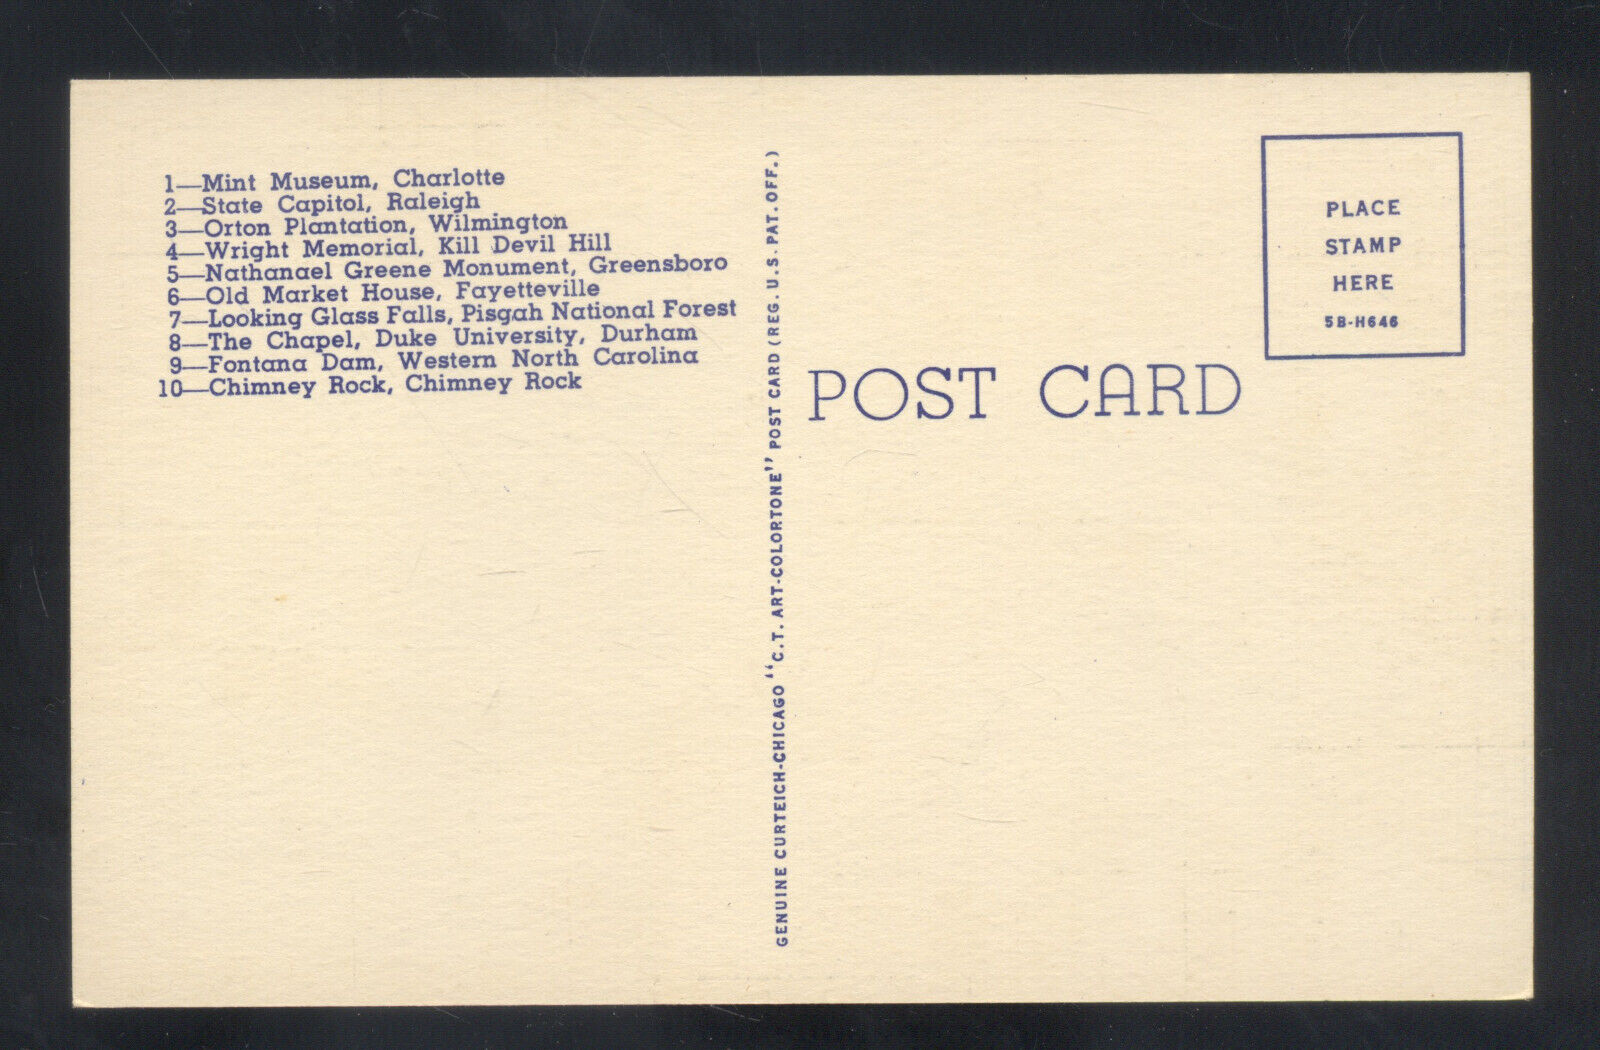 1—Mint Museum, Charlotte
2—State Capitol, Raleigh
3—Orton Plantation, Wilmington
4—Wright Memorial, Kill Devil Hill
5—Nathanael Greene Monument, Greensboro
6—Old Market House, Fayetteville
7—Looking Glass Falls, Pisgah National Forest
8—The Chapel, Duke University, Durham
9—Fontana Dam, Western North Carolina
10—Chimney Rock, Chimney Rock
GENUINE CURTEICH-CHICAGO "C.T. ART-COLORTONE" POST CARD (REG. U.S. PAT. OFF.)
POST CARD
PLACE
STAMP
HERE
5B-H646